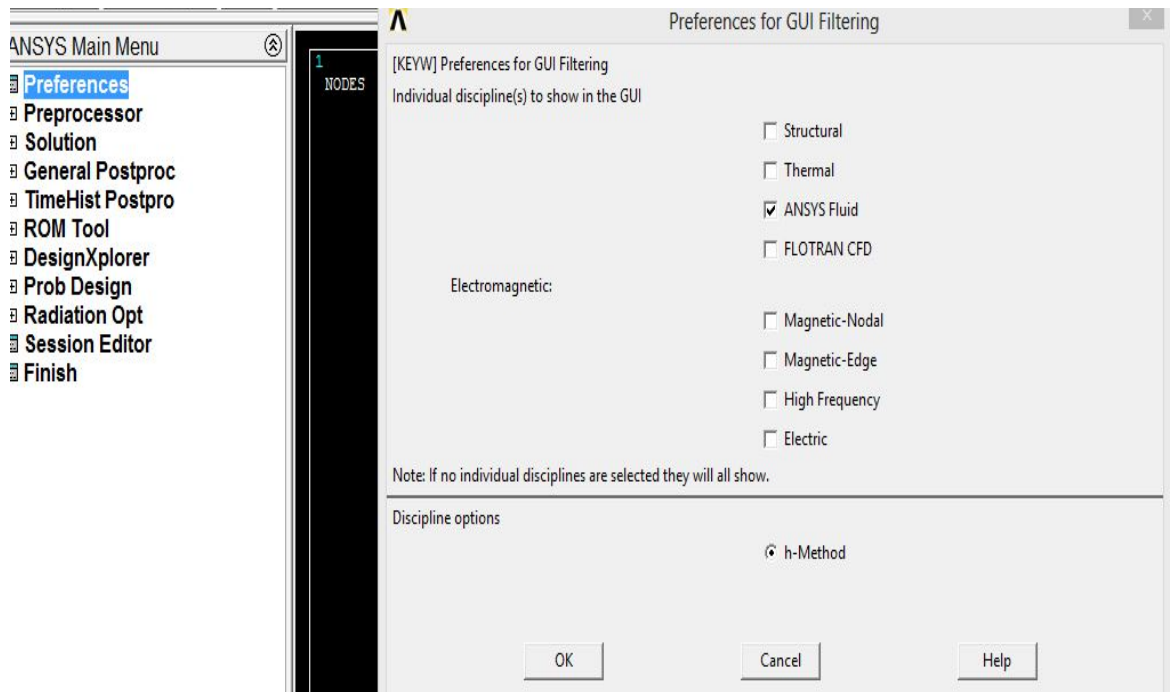 ANSYS Main Menu
Preferences
Preprocessor
Solution
General Postproc
TimeHist Postpro
ROM Tool
DesignXplorer
Prob Design
Radiation Opt
Session Editor
Finish
1
NODES
Preferences for GUI Filtering
[KEYW] Preferences for GUI Filtering
Individual discipline(s) to show in the GUI
Structural
Thermal
ANSYS Fluid
FLOTRAN CFD
Electromagnetic:
Magnetic-Nodal
Magnetic-Edge
High Frequency
Electric
Note: If no individual disciplines are selected they will all show.
Discipline options
h-Method
OK Cancel Help